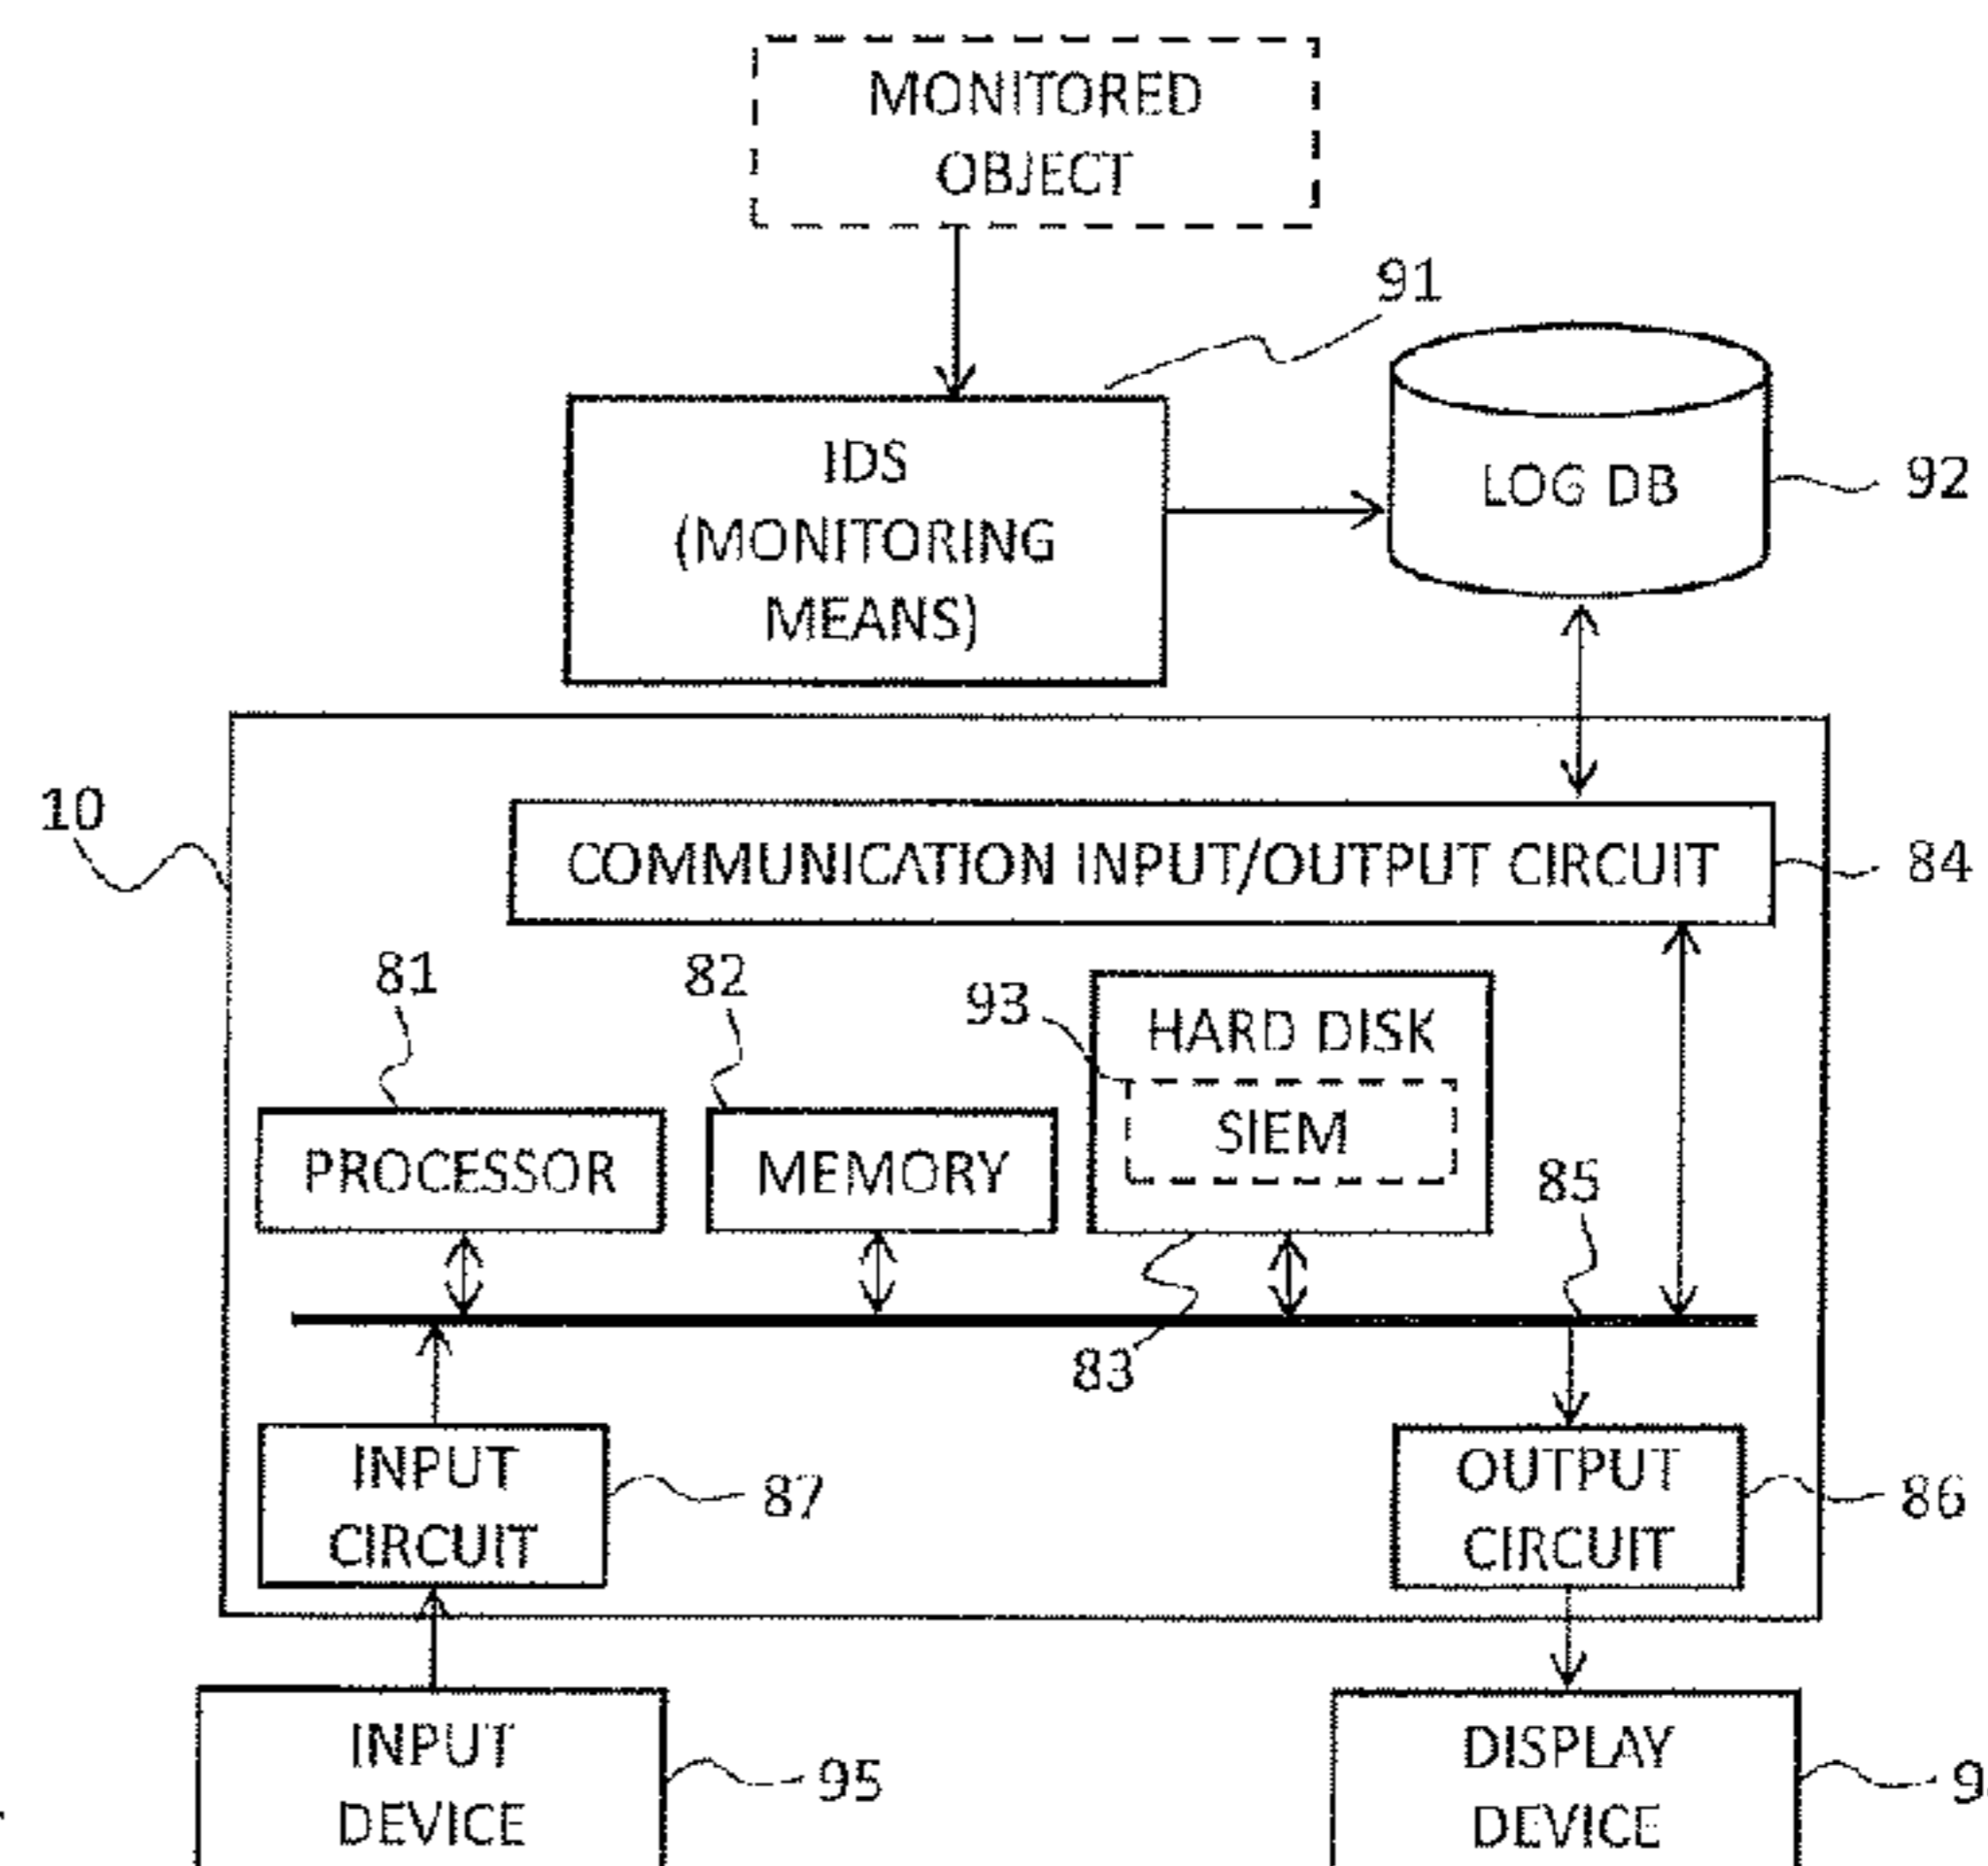 MONITORED
OBJECT
91
IDS
(MONITORING
MEANS)
LOG DB
92
10
COMMUNICATION INPUT/OUTPUT CIRCUIT
84
81
82
93
HARD DISK
SIEM
PROCESSOR
MEMORY
85
83
INPUT
CIRCUIT
87
OUTPUT
CIRCUIT
86
INPUT
DEVICE
95
DISPLAY
DEVICE